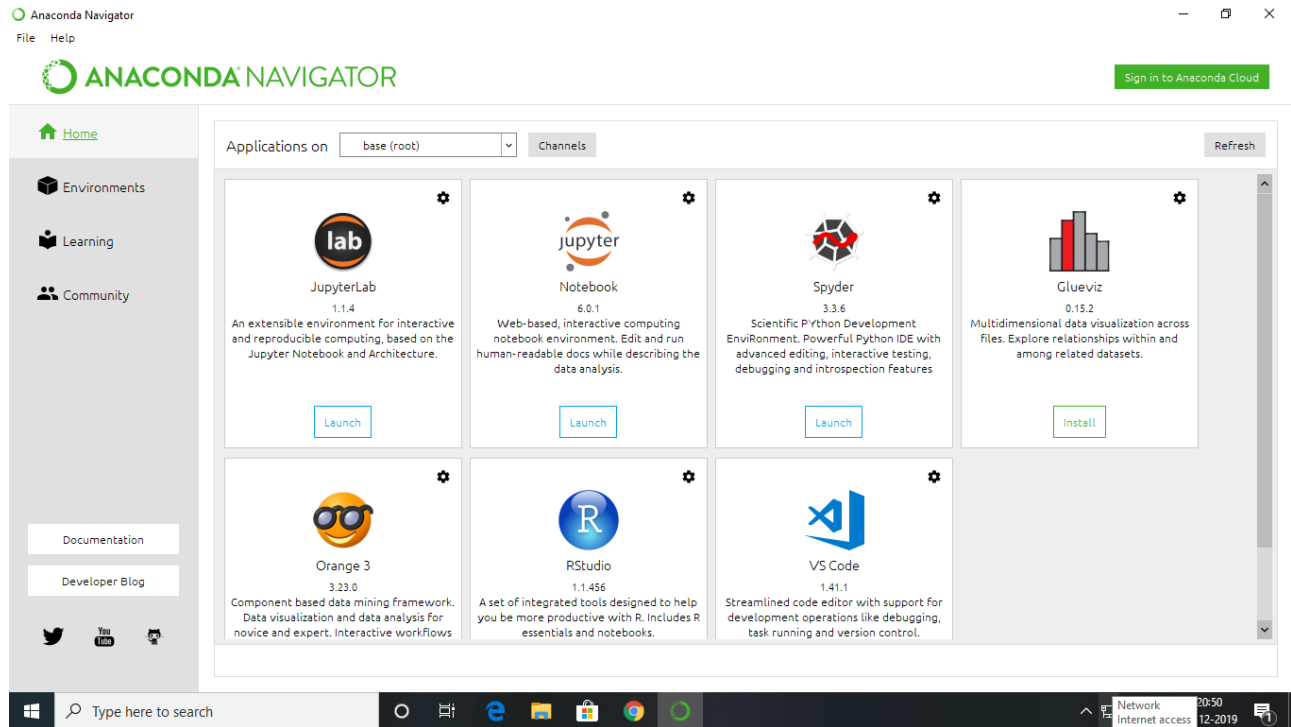 Anaconda Navigator
File Help
ANACONDA NAVIGATOR
Sign in to Anaconda Cloud
Home
Environments
Learning
Community
Documentation
Developer Blog
You
Tube
Applications on base (root) Channels Refresh
lab
JupyterLab
1.1.4
An extensible environment for interactive
and reproducible computing, based on the
Jupyter Notebook and Architecture.
Launch
jupyter
Notebook
6.0.1
Web-based, interactive computing
notebook environment. Edit and run
human-readable docs while describing the
data analysis.
Launch
Spyder
3.3.6
Scientific PYthon Development
EnviRonment. Powerful Python IDE with
advanced editing, interactive testing,
debugging and introspection features
Launch
Glueviz
0.15.2
Multidimensional data visualization across
files. Explore relationships within and
among related datasets.
Install
Orange 3
3.23.0
Component based data mining framework.
Data visualization and data analysis for
novice and expert. Interactive workflows
R
RStudio
1.1.456
A set of integrated tools designed to help
you be more productive with R. Includes R
essentials and notebooks.
VS Code
1.41.1
Streamlined code editor with support for
development operations like debugging,
task running and version control.
Type here to search
Network
Internet access
20:50
12-2019
1